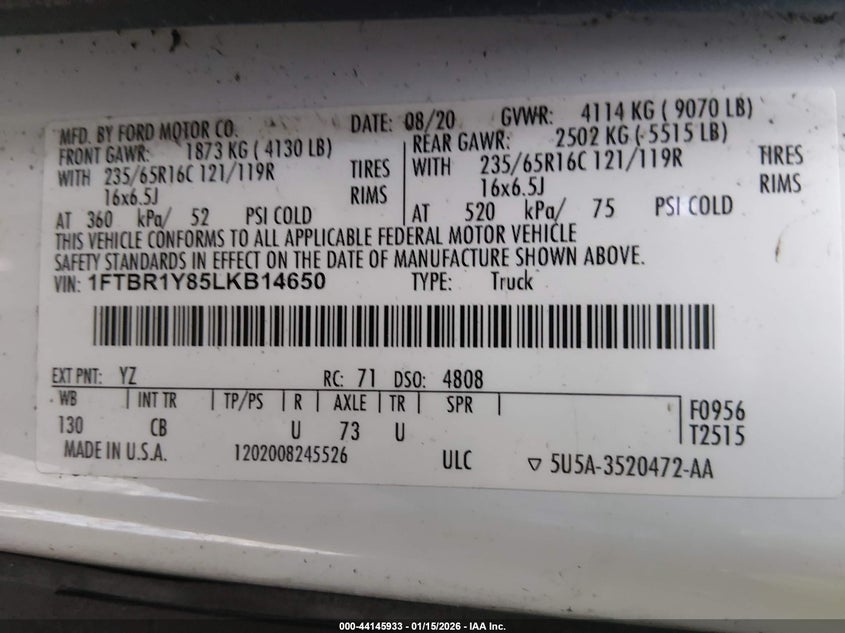 MFD. BY FORD MOTOR CO. DATE: 08/20 GVWR: 4114 KG ( 9070 LB)
FRONT GAWR: 1873 KG ( 4130 LB) REAR GAWR: 2502 KG ( 5515 LB)
WITH 235/65R16C 121/119R TIRES WITH 235/65R16C 121/119R TIRES
16x6.5J RIMS 16x6.5J RIMS
AT 360 kPa/ 52 PSI COLD AT 520 kPa/ 75 PSI COLD
THIS VEHICLE CONFORMS TO ALL APPLICABLE FEDERAL MOTOR VEHICLE
SAFETY STANDARDS IN EFFECT ON THE DATE OF MANUFACTURE SHOWN ABOVE.
VIN: 1FTBR1Y85LKB14650 TYPE: Truck
EXT PNT: YZ RC: 71 DSO: 4808
WB INT TR TP/PS R AXLE TR SPR F0956
130 CB U 73 U T2515
MADE IN U.S.A. 1202008245526 ULC ▽ 5U5A-3520472-AA
000-44145933 - 01/15/2026 - IAA Inc.